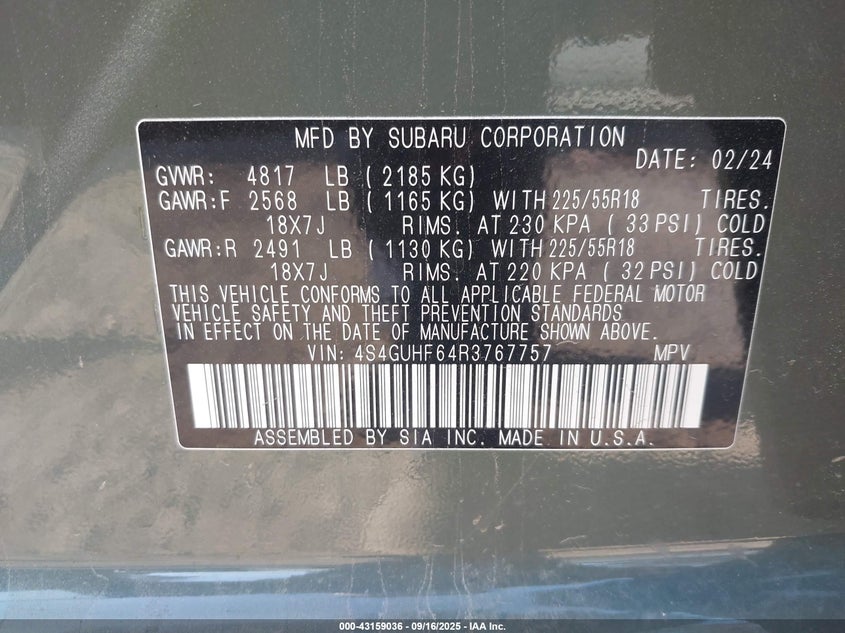 MFD BY SUBARU CORPORATION
DATE: 02/24
GVWR: 4817 LB ( 2185 KG)
GAWR:F 2568 LB ( 1165 KG) WITH 225/55R18 TIRES.
18X7J RIMS. AT 230 KPA ( 33 PSI) COLD
GAWR:R 2491 LB ( 1130 KG) WITH 225/55R18 TIRES.
18X7J RIMS. AT 220 KPA ( 32 PSI) COLD
THIS VEHICLE CONFORMS TO ALL APPLICABLE FEDERAL MOTOR
VEHICLE SAFETY AND THEFT PREVENTION STANDARDS
IN EFFECT ON THE DATE OF MANUFACTURE SHOWN ABOVE.
VIN: 4S4GUHF64R3767757 MPV
ASSEMBLED BY SIA INC. MADE IN U.S.A.
000-43159036 - 09/16/2025 - IAA Inc.